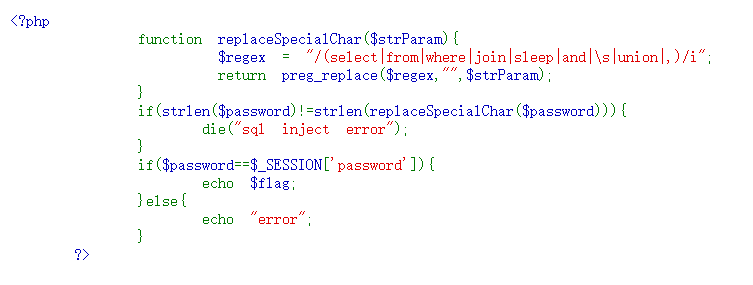 <?php
function replaceSpecialChar($strParam){
$regex = "/(select|from|where|join|sleep|and|\s|union|,)/i";
return preg_replace($regex,"",$strParam);
}
if(strlen($password)!=strlen(replaceSpecialChar($password))){
die("sql inject error");
}
if($password==$_SESSION['password']){
echo $flag;
}else{
echo "error";
}
?>